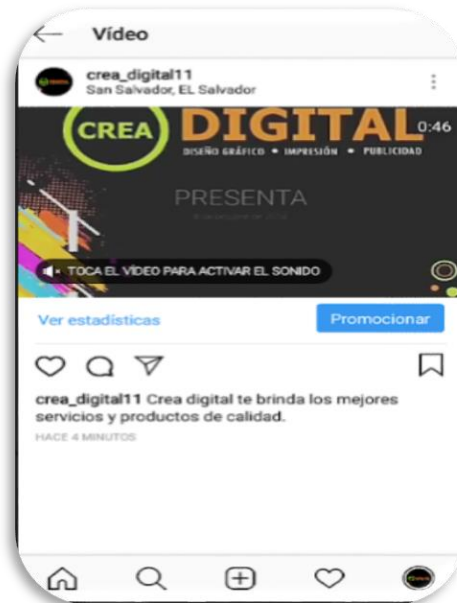 Vídeo
crea_digital11
San Salvador, EL Salvador
CREA DIGITAL
0:46
DISEÑO GRÁFICO • IMPRESIÓN • PUBLICIDAD
PRESENTA
TOCA EL VÍDEO PARA ACTIVAR EL SONIDO
Ver estadísticas
Promocionar
crea_digital11 Crea digital te brinda los mejores
servicios y productos de calidad.
HACE 4 MINUTOS